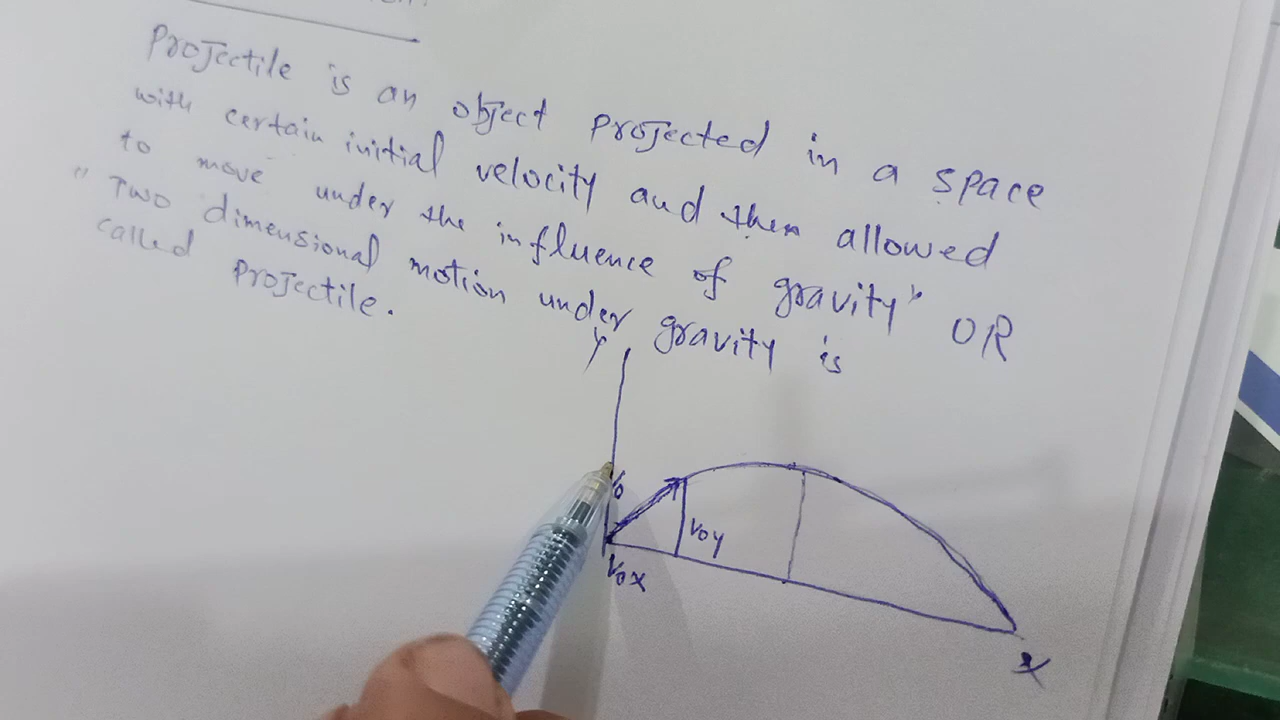 Projectile is an object projected in a space
with certain initial velocity and then allowed
to move under the influence of gravity" OR
" Two dimensional motion under gravity is
called projectile.
Y
Vo
Voy
Vox
X